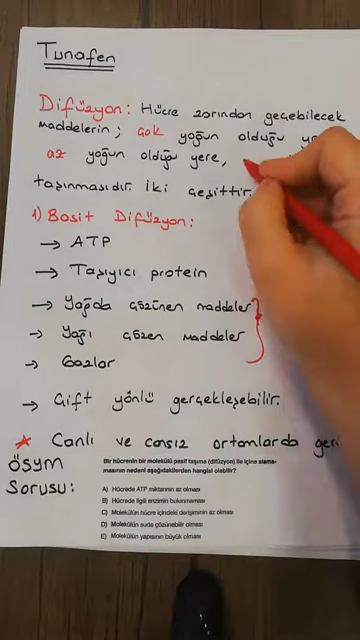 Tunafen
Difüzyon: Hücre zarından geçebilecek
maddelerin; çok yoğun olduğu
az yoğun olduğu yere,
taşınmasıdır. İki çeşittir.
1) Basit Difüzyon:
→ ATP
→ Taşıyıcı protein
→ Yağda çözünen maddeler
→ Yağı çözen maddeler
→ Gazlar
→ Çift yönlü gerçekleşebilir.
★ Canlı ve cansız ortamlarda
ÖSYM
Sorusu:
Bir hücrenin bir molekülü pasif taşıma (difüzyon) ile içine alama-
masının nedeni aşağıdakilerden hangisi olabilir?
A) Hücrede ATP miktarının az olması
B) Hücrede ilgili enzimin bulunmaması
C) Molekülün hücre içindeki derişiminin az olması
D) Molekülün suda çözünebilir olması
E) Molekülün yapısının büyük olması